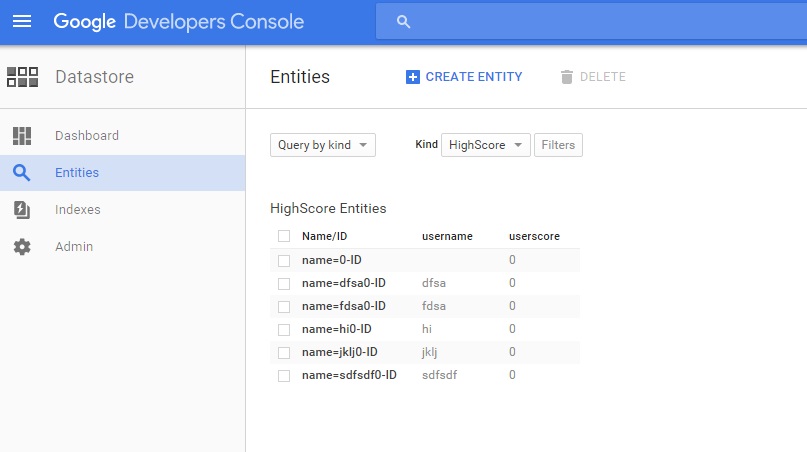 Google Developers Console
Datastore
Entities
CREATE ENTITY
DELETE
Dashboard
Entities
Indexes
Admin
Query by kind
Kind
HighScore
Filters
HighScore Entities
Name/ID username userscore
name=0-ID 0
name=dfsa0-ID dfsa 0
name=fdsa0-ID fdsa 0
name=hi0-ID hi 0
name=jklj0-ID jklj 0
name=sdfsdf0-ID sdfsdf 0